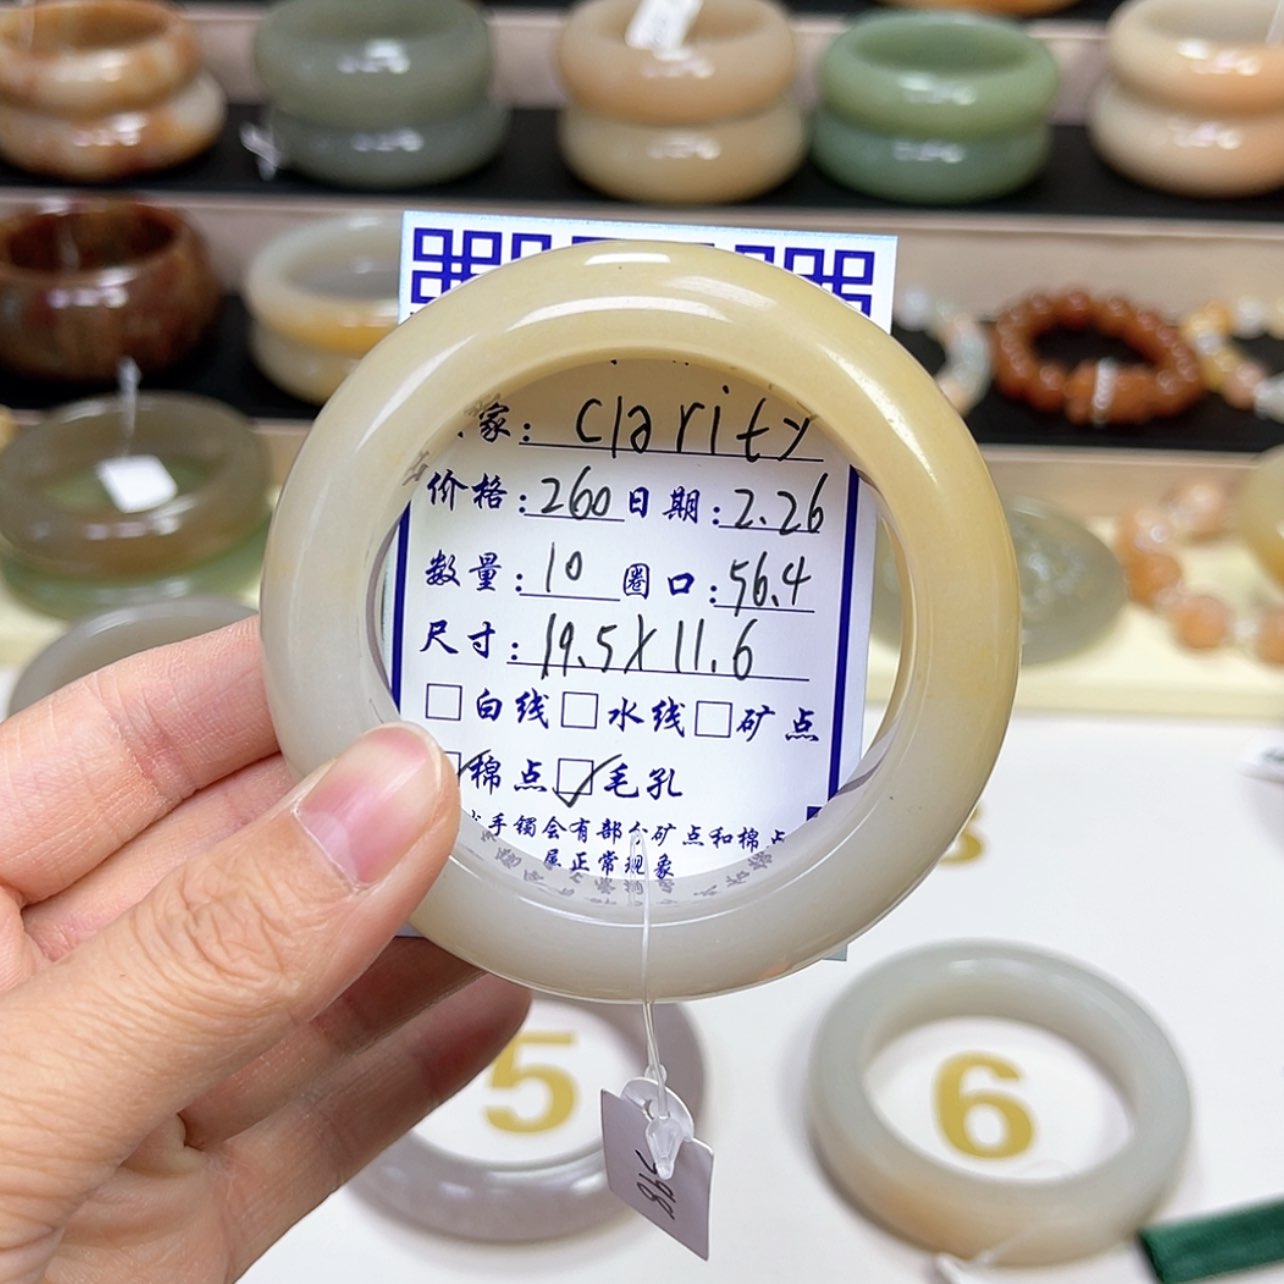 家: Clarity
价格: 260 日期: 2.26
数量: 10 圈口: 56.4
尺寸: 19.5X11.6
□白线□水线□矿点
棉点☑毛孔
手镯会有部分矿点和棉点
属正常现象
5
6